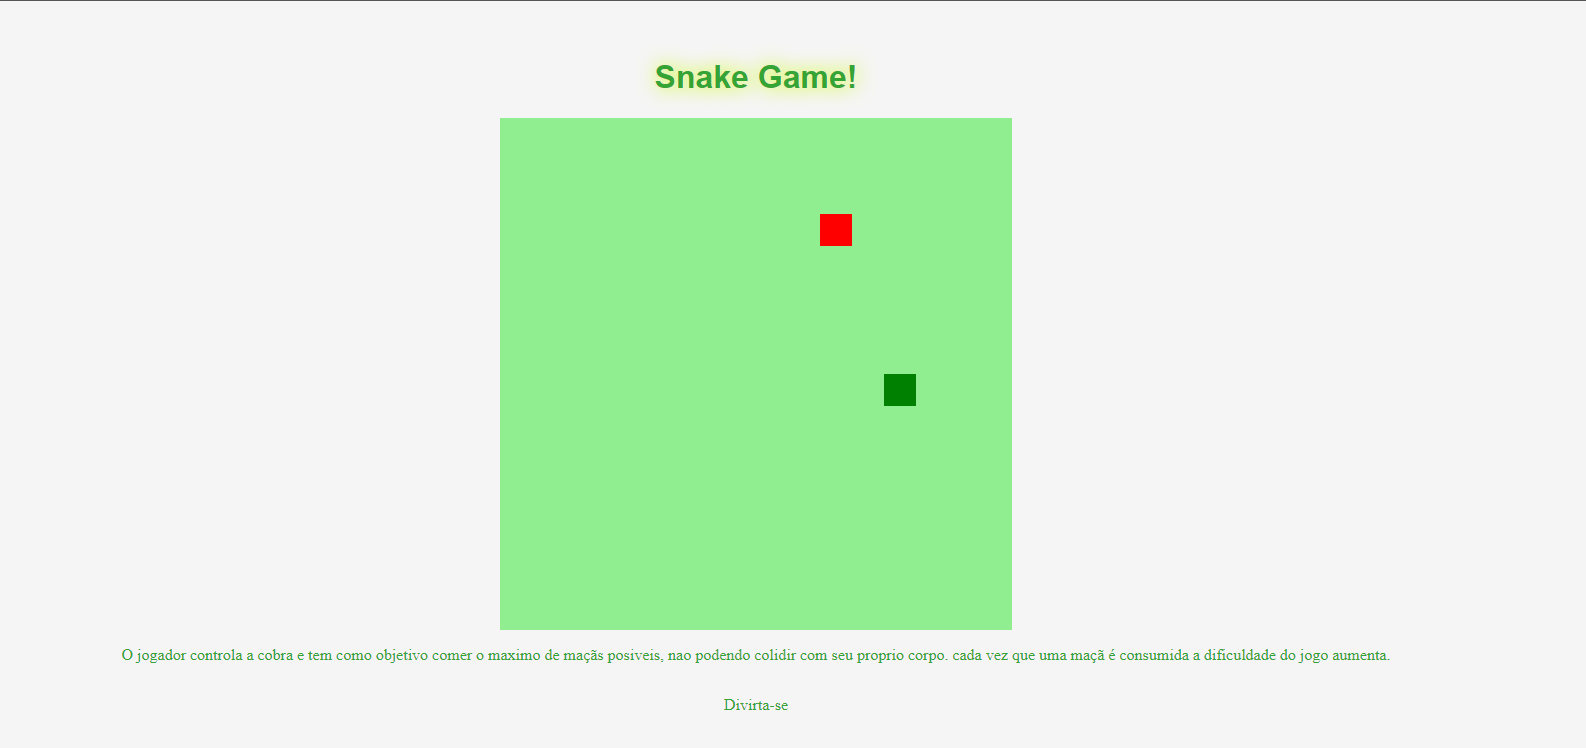 Snake Game!
O jogador controla a cobra e tem como objetivo comer o maximo de maçãs posiveis, nao podendo colidir com seu proprio corpo. cada vez que uma maçã é consumida a dificuldade do jogo aumenta.
Divirta-se